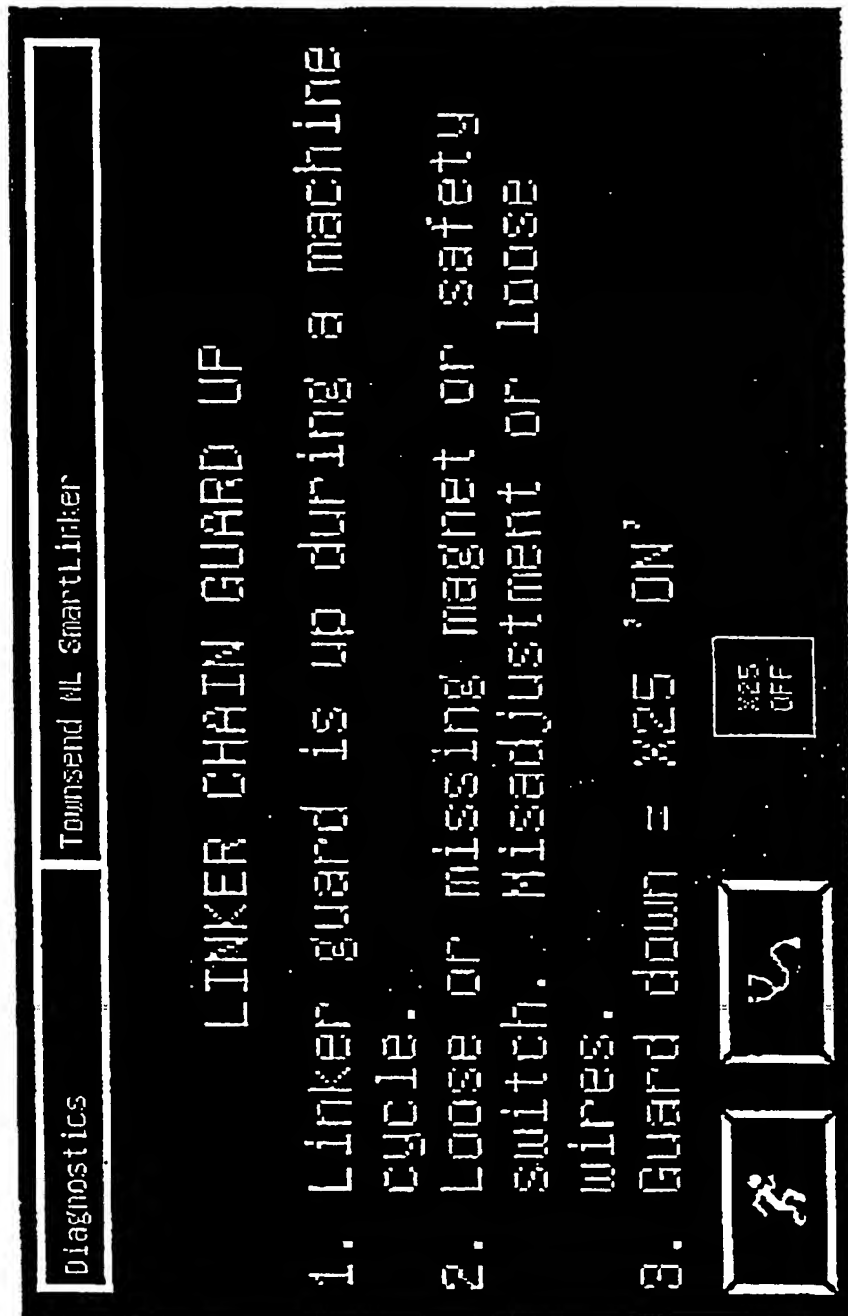 Diagnostics
Townsend NL SmartLinker
LINKER CHAIN GUARD UP
1. Linker guard is up during a machine
cycle.
2. Loose or missing magnet or safety
switch. Misadjustment or loose
wires.
3. Guard down = X25 'ON'
X25
OFF